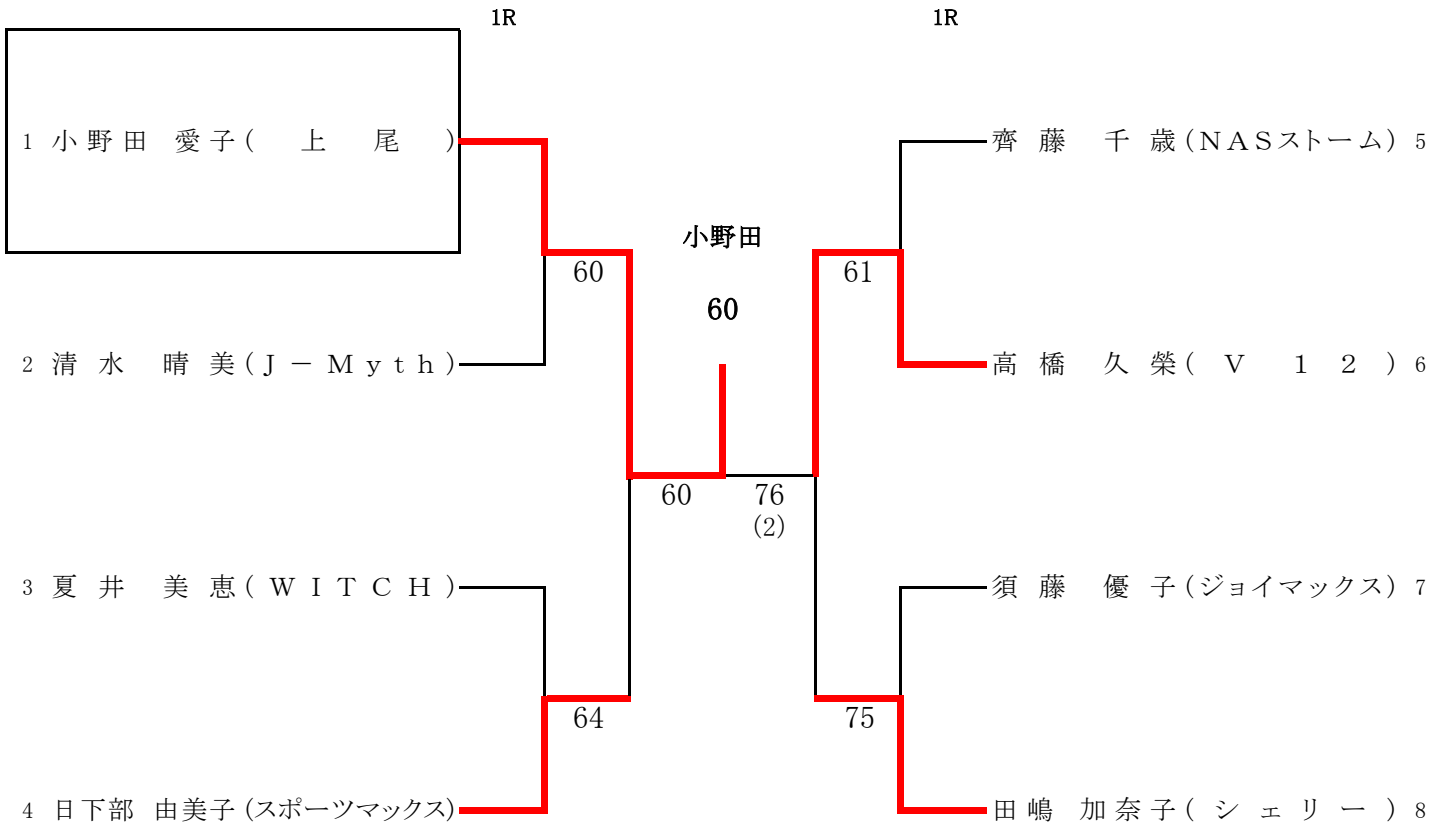 1R 1R
1 小野田 愛子(上尾) 齊藤 千歳(NASストーム) 5
小野田
60 61
60
2 清水 晴美(J－Myth) 高橋 久榮(V12) 6
60 76
(2)
3 夏井 美恵(WITCH) 須藤 優子(ジョイマックス) 7
64 75
4 日下部 由美子(スポーツマックス) 田嶋 加奈子(シェリー) 8